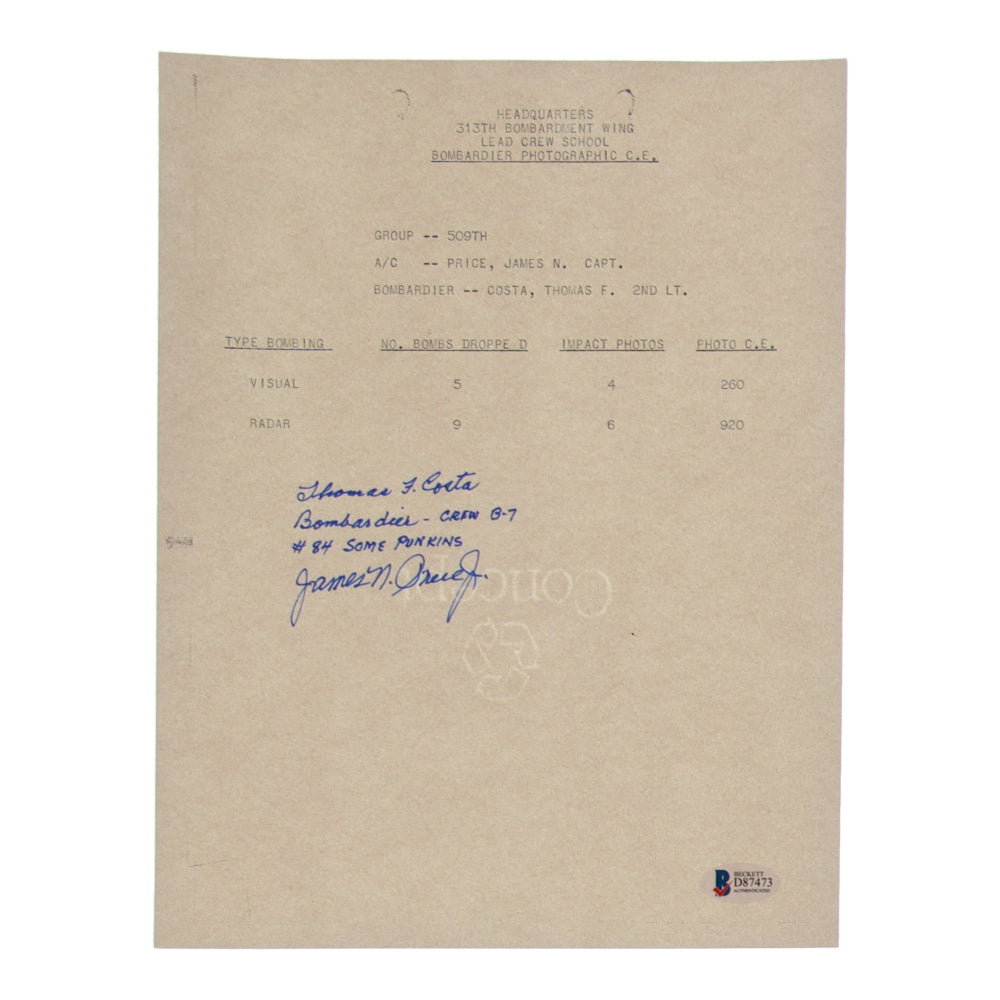 HEADQUARTERS
313TH BOMBARDMENT WING
LEAD CREW SCHOOL
BOMBARDIER PHOTOGRAPHIC C.E.
GROUP -- 509TH
A/C -- PRICE, JAMES N. CAPT.
BOMBARDIER -- COSTA, THOMAS F. 2ND LT.
TYPE BOMBING NO. BOMBS DROPPE D IMPACT PHOTOS PHOTO C.E.
VISUAL 5 4 260
RADAR 9 6 920
Thomas F. Costa
Bombardier - CREW B-7
# 84 SOME PUNKINS
James N. Price Jr.
Concept
BECKETT
D87473
AUTHENTICATED